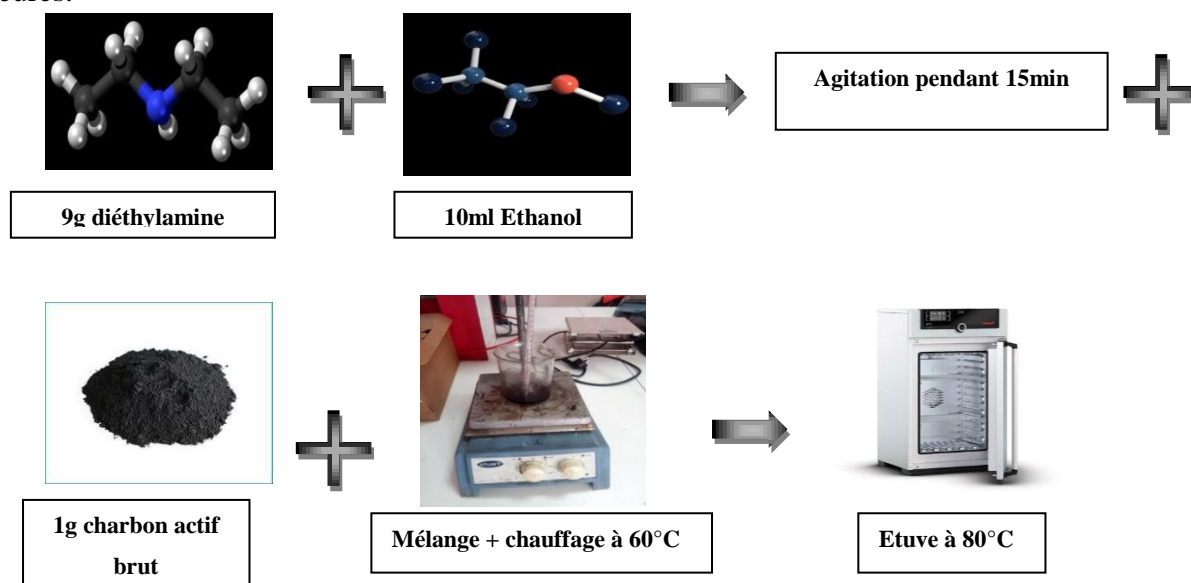 9g diéthylamine
10ml Ethanol
Agitation pendant 15min
1g charbon actif
brut
Mélange + chauffage à 60°C
Etuve à 80°C